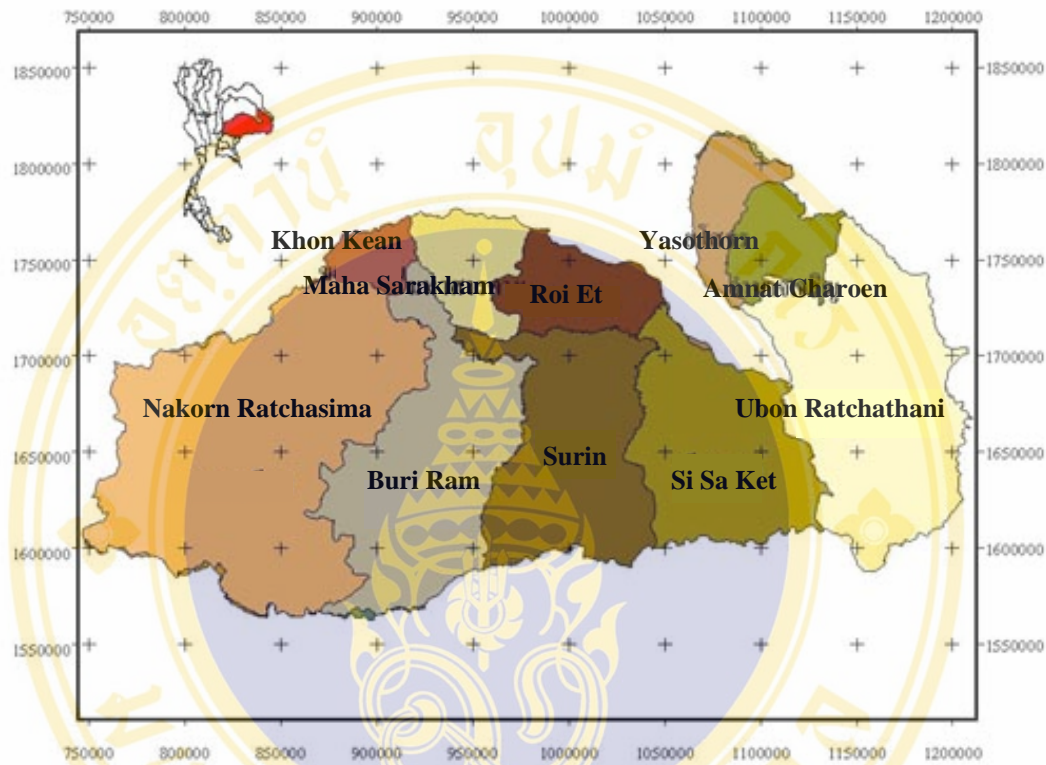 750000 800000 850000 900000 950000 1000000 1050000 1100000 1150000 1200000
1850000 1850000
1800000 1800000
Khon Kean Yasothorn
1750000 1750000
Maha Sarakham Roi Et Amnat Charoen
1700000 1700000
Nakorn Ratchasima Ubon Ratchathani
1650000 Surin 1650000
Buri Ram Si Sa Ket
1600000 1600000
1550000 1550000
750000 800000 850000 900000 950000 1000000 1050000 1100000 1150000 1200000